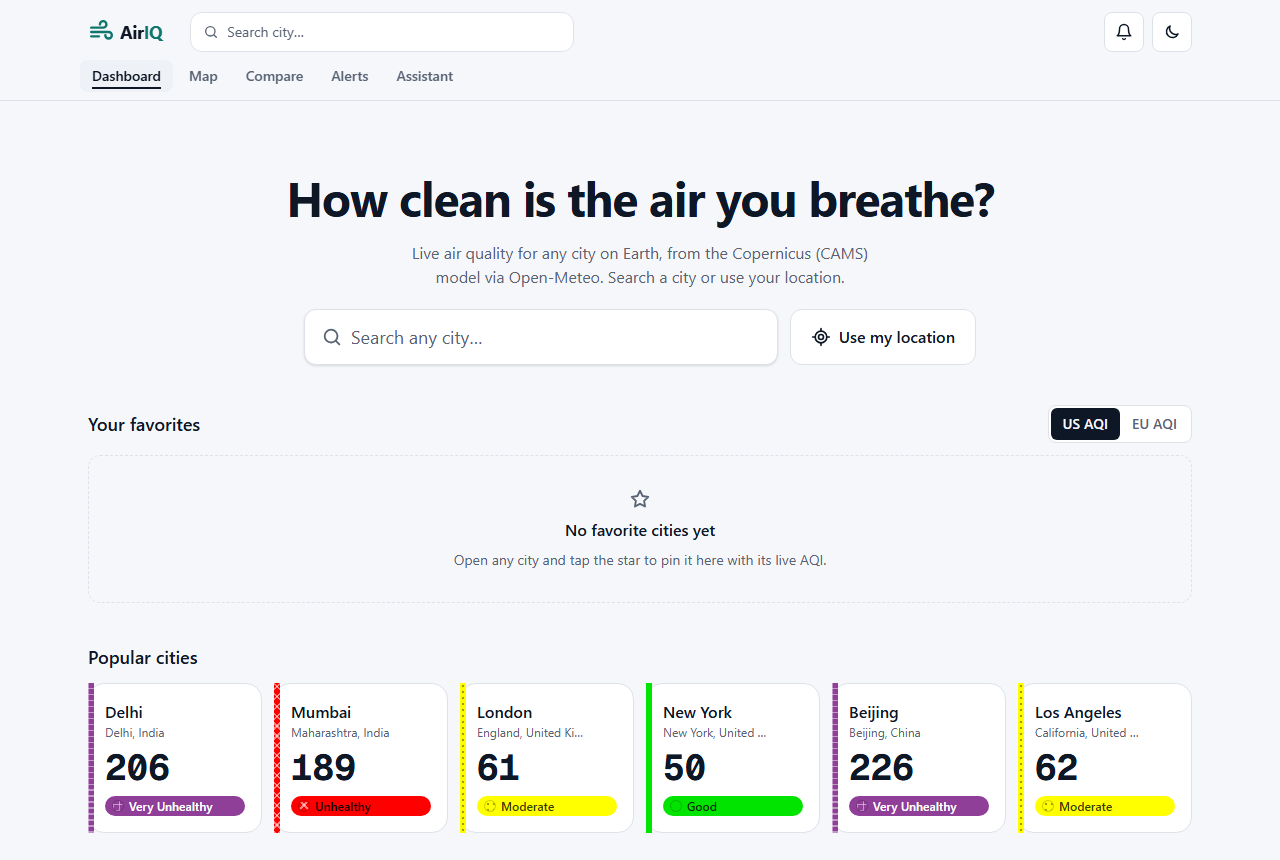 AirIQ
Search city...
Dashboard Map Compare Alerts Assistant
How clean is the air you breathe?
Live air quality for any city on Earth, from the Copernicus (CAMS)
model via Open-Meteo. Search a city or use your location.
Search any city...
Use my location
Your favorites
US AQI EU AQI
No favorite cities yet
Open any city and tap the star to pin it here with its live AQI.
Popular cities
Delhi
Delhi, India
206
Very Unhealthy
Mumbai
Maharashtra, India
189
Unhealthy
London
England, United Ki...
61
Moderate
New York
New York, United ...
50
Good
Beijing
Beijing, China
226
Very Unhealthy
Los Angeles
California, United ...
62
Moderate